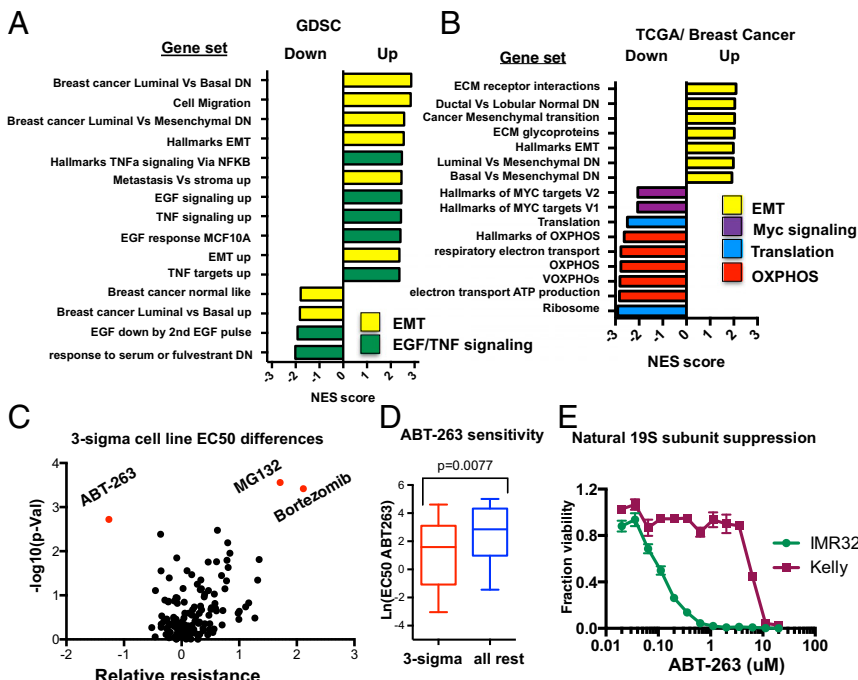 A
GDSC
Gene set
Down
Up
Breast cancer Luminal Vs Basal DN
Cell Migration
Breast cancer Luminal Vs Mesenchymal DN
Hallmarks EMT
Hallmarks TNFa signaling Via NFKB
Metastasis Vs stroma up
EGF signaling up
TNF signaling up
EGF response MCF10A
EMT up
TNF targets up
Breast cancer normal like
Breast cancer Luminal vs Basal up
EGF down by 2nd EGF pulse
response to serum or fulvestrant DN
EMT
EGF/TNF signaling
-3 -2 -1 0 1 2 3
NES score
B
TCGA/ Breast Cancer
Gene set
Down
Up
ECM receptor interactions
Ductal Vs Lobular Normal DN
Cancer Mesenchymal transition
ECM glycoproteins
Hallmarks EMT
Luminal Vs Mesenchymal DN
Basal Vs Mesenchymal DN
Hallmarks of MYC targets V2
Hallmarks of MYC targets V1
Translation
Hallmarks of OXPHOS
respiratory electron transport
OXPHOS
VOXPHOs
electron transport ATP production
Ribosome
EMT
Myc signaling
Translation
OXPHOS
-3 -2 -1 0 1 2 3
NES score
C
3-sigma cell line EC50 differences
-log10(p-Val)
4
3
2
1
0
-2 -1 0 1 2 3
Relative resistance
ABT-263
MG132
Bortezomib
D
ABT-263 sensitivity
p=0.0077
Ln(EC50 ABT263)
6
4
2
0
-2
-4
3-sigma
all rest
E
Natural 19S subunit suppression
Fraction viability
1.2
0.8
0.4
0.0
0.01 0.10 1 10 100
ABT-263 (uM)
IMR32
Kelly